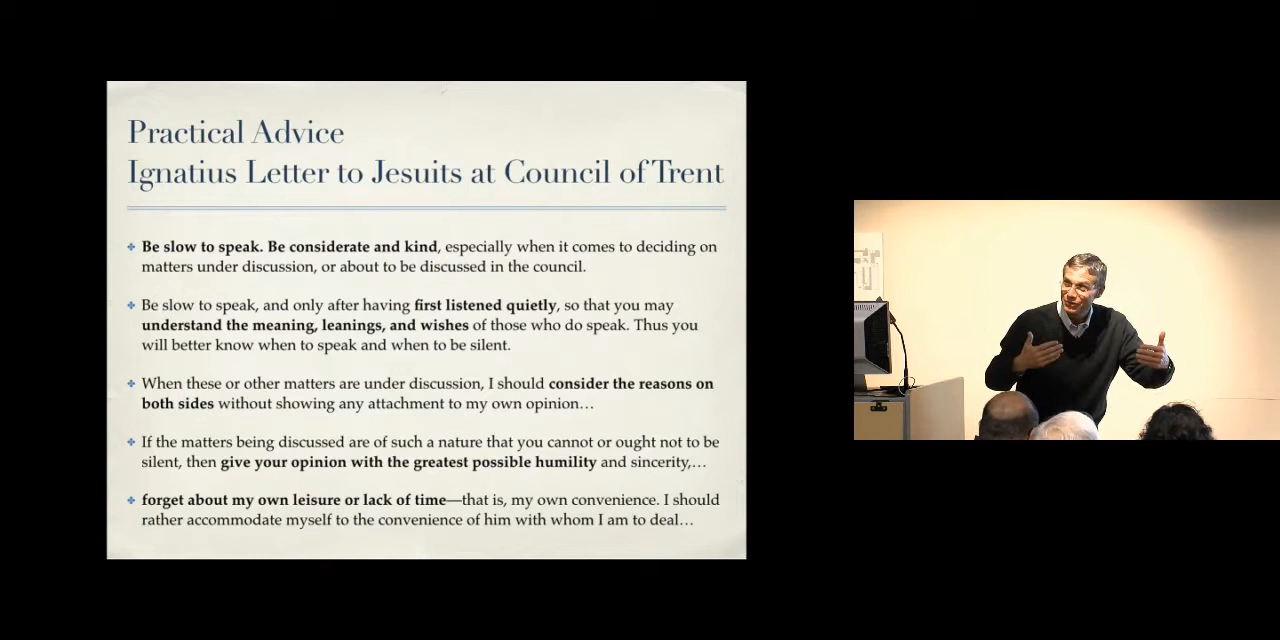 Practical Advice
Ignatius Letter to Jesuits at Council of Trent
Be slow to speak. Be considerate and kind, especially when it comes to deciding on
matters under discussion, or about to be discussed in the council.
Be slow to speak, and only after having first listened quietly, so that you may
understand the meaning, leanings, and wishes of those who do speak. Thus you
will better know when to speak and when to be silent.
When these or other matters are under discussion, I should consider the reasons on
both sides without showing any attachment to my own opinion…
If the matters being discussed are of such a nature that you cannot or ought not to be
silent, then give your opinion with the greatest possible humility and sincerity,…
forget about my own leisure or lack of time—that is, my own convenience. I should
rather accommodate myself to the convenience of him with whom I am to deal…